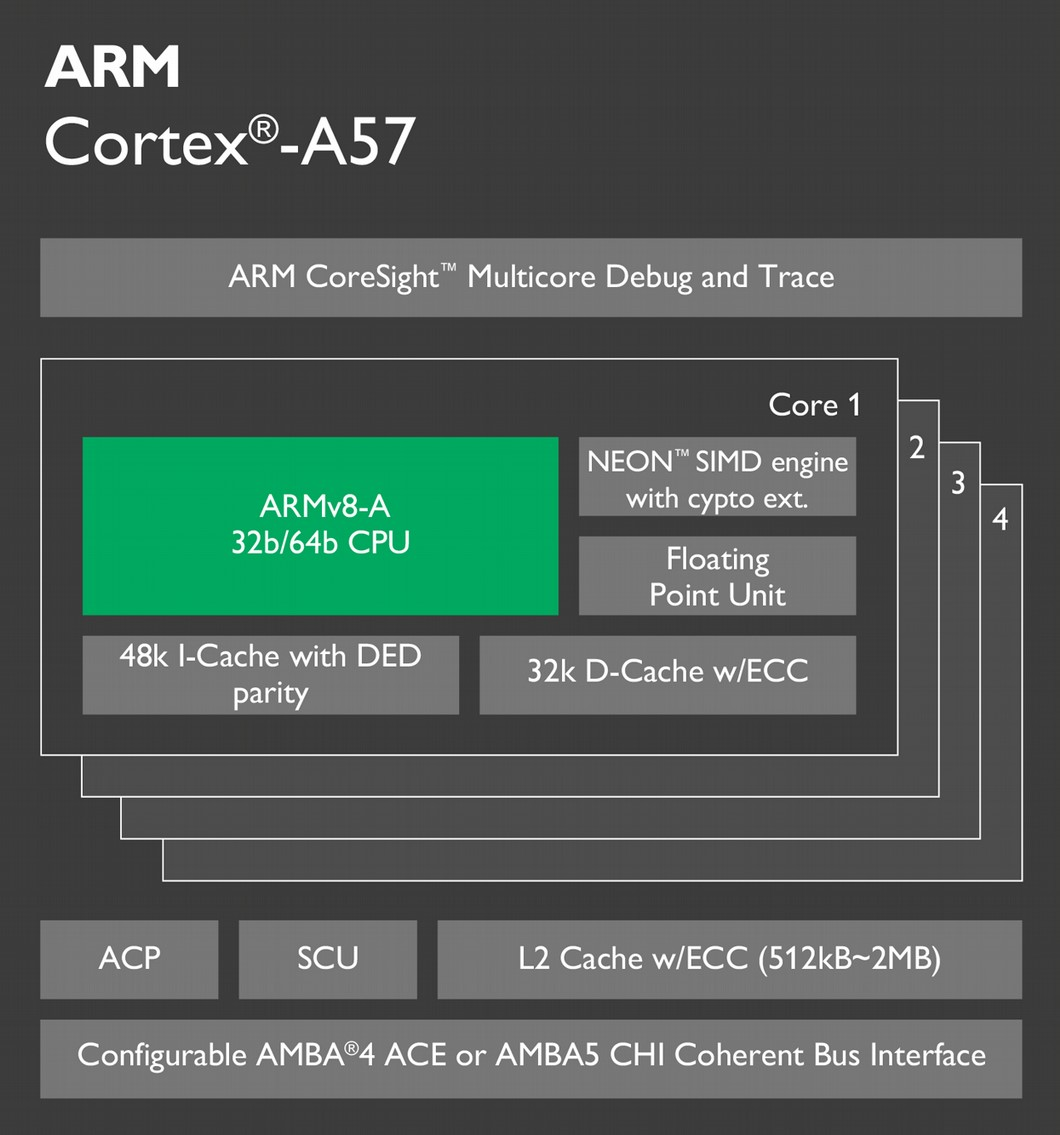 ARM
Cortex®-A57
ARM CoreSight™ Multicore Debug and Trace
Core 1
2
3
4
ARMv8-A
32b/64b CPU
NEON™ SIMD engine
with cypto ext.
Floating
Point Unit
48k I-Cache with DED
parity
32k D-Cache w/ECC
ACP
SCU
L2 Cache w/ECC (512kB~2MB)
Configurable AMBA®4 ACE or AMBA5 CHI Coherent Bus Interface